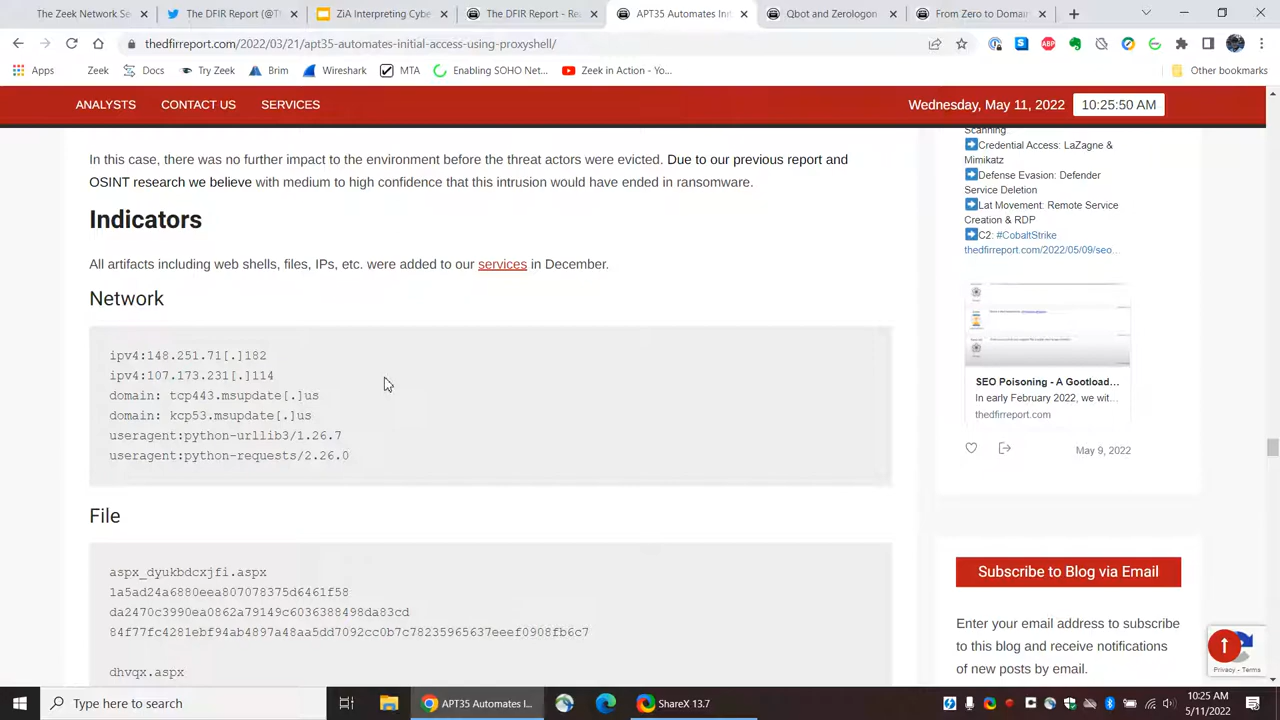 The Zeek Network Se
The DFIR Report (@T
ZiA Interpreting Cybe
The DFIR Report - Re
APT35 Automates Init
Qbot and Zerologon
From Zero to Domain
thedfirreport.com/2022/03/21/apt35-automates-initial-access-using-proxyshell/
Apps
Zeek
Docs
Try Zeek
Brim
Wireshark
MTA
Enabling SOHO Net...
Zeek in Action - Yo...
Other bookmarks
ANALYSTS
CONTACT US
SERVICES
Wednesday, May 11, 2022
10:25:50 AM
In this case, there was no further impact to the environment before the threat actors were evicted. Due to our previous report and
OSINT research we believe with medium to high confidence that this intrusion would have ended in ransomware.
Indicators
All artifacts including web shells, files, IPs, etc. were added to our services in December.
Network
ipv4:148.251.71[.]182
ipv4:107.173.231[.]114
domain: tcp443.msupdate[.]us
domain: kcp53.msupdate[.]us
useragent:python-urllib3/1.26.7
useragent:python-requests/2.26.0
File
aspx_dyukbdcxjfi.aspx
1a5ad24a6880eea807078375d6461f58
da2470c3990ea0862a79149c6036388498da83cd
84f77fc4281ebf94ab4897a48aa5dd7092cc0b7c78235965637eeef0908fb6c7
dhvqx.aspx
Scanning
Credential Access: LaZagne &
Mimikatz
Defense Evasion: Defender
Service Deletion
Lat Movement: Remote Service
Creation & RDP
C2: #CobaltStrike
thedfirreport.com/2022/05/09/seo...
SEO Poisoning - A Gootload...
In early February 2022, we wit...
thedfirreport.com
May 9, 2022
Subscribe to Blog via Email
Enter your email address to subscribe
to this blog and receive notifications
of new posts by email.
Privacy - Terms
Type here to search
APT35 Automates I...
ShareX 13.7
10:25 AM
5/11/2022